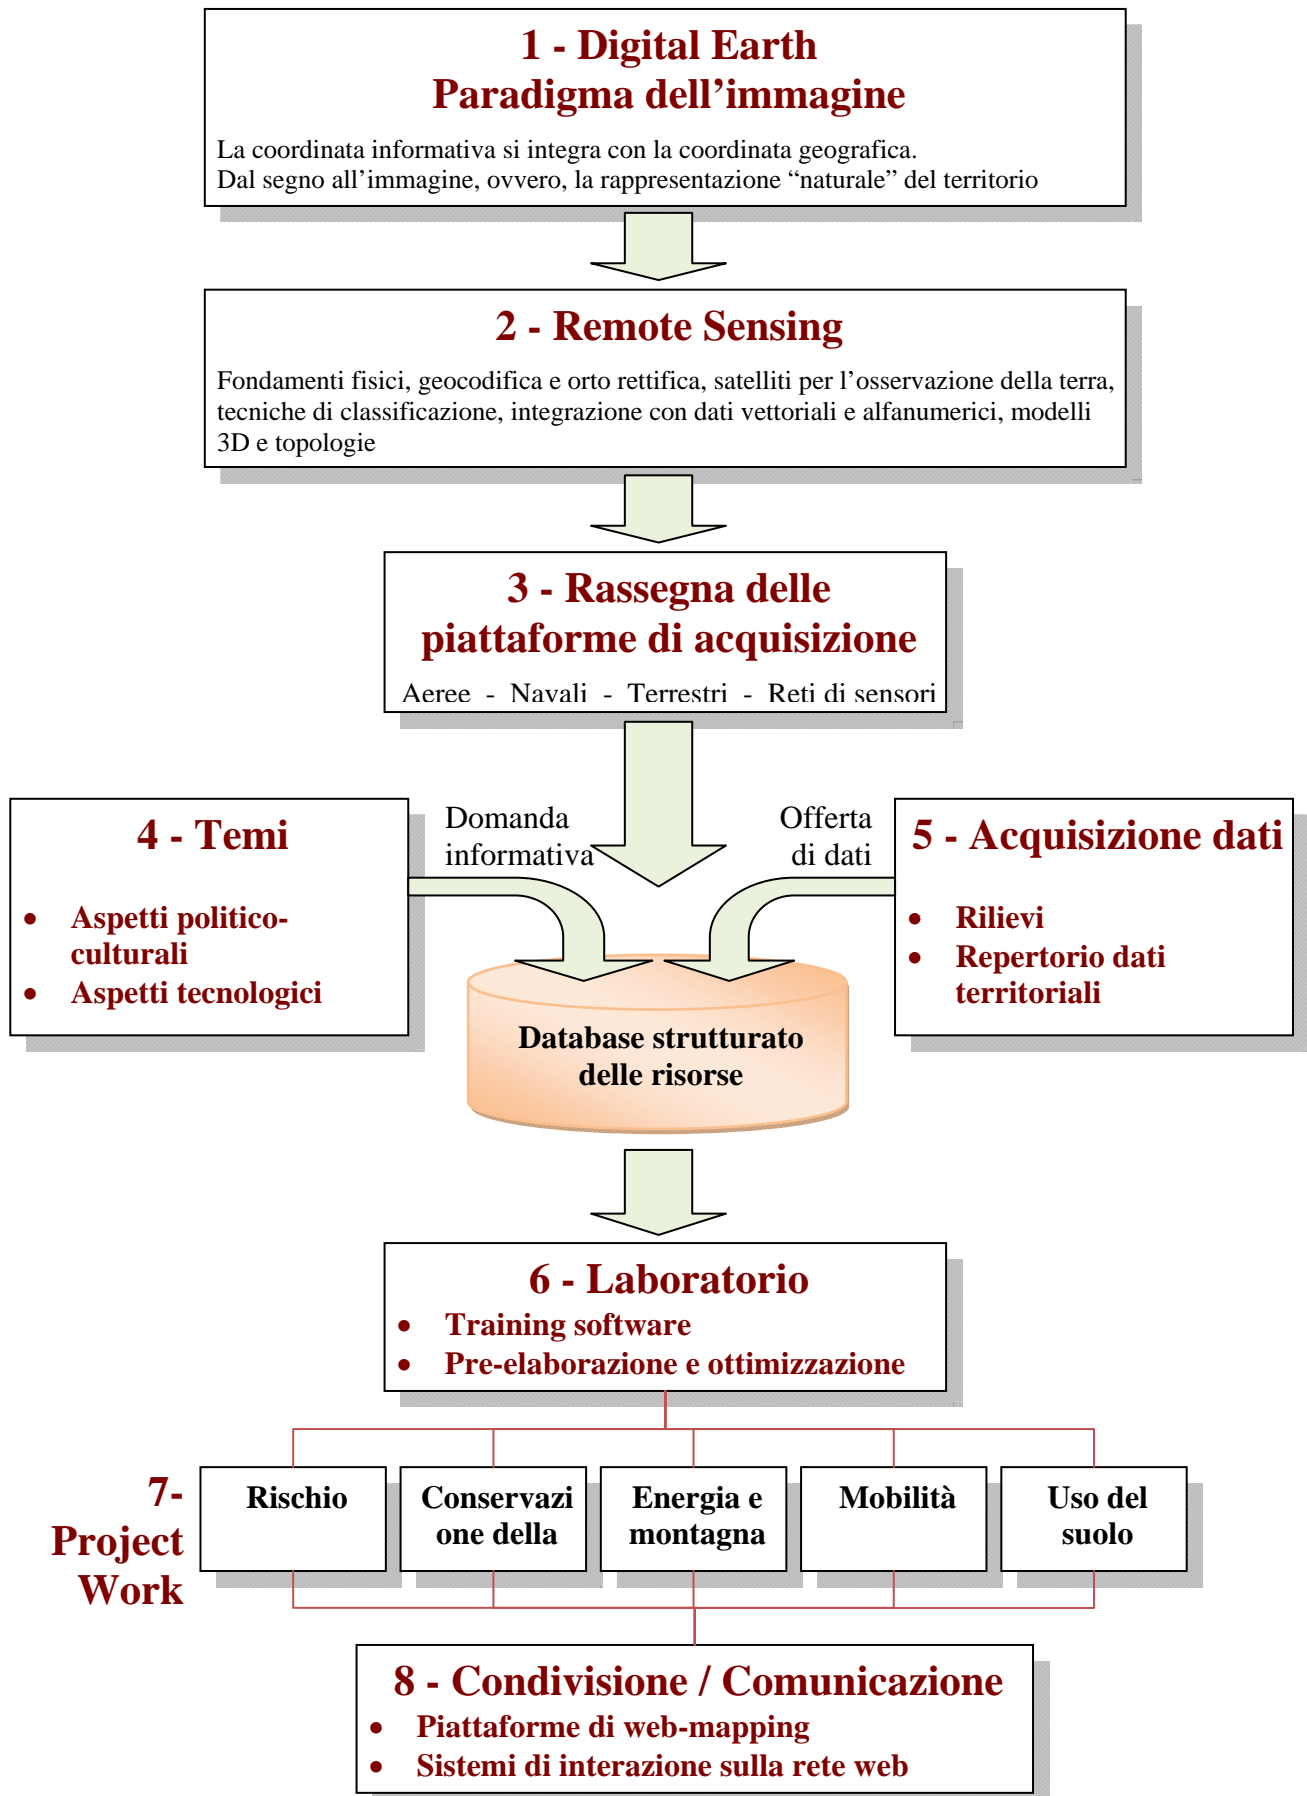 1 - Digital Earth
Paradigma dell’immagine
La coordinata informativa si integra con la coordinata geografica.
Dal segno all’immagine, ovvero, la rappresentazione “naturale” del territorio
2 - Remote Sensing
Fondamenti fisici, geocodifica e orto rettifica, satelliti per l’osservazione della terra,
tecniche di classificazione, integrazione con dati vettoriali e alfanumerici, modelli
3D e topologie
3 - Rassegna delle
piattaforme di acquisizione
Aeree - Navali - Terrestri - Reti di sensori
4 - Temi
• Aspetti politico-
culturali
• Aspetti tecnologici
Domanda
informativa
Offerta
di dati
5 - Acquisizione dati
• Rilievi
• Repertorio dati
territoriali
Database strutturato
delle risorse
6 - Laboratorio
• Training software
• Pre-elaborazione e ottimizzazione
7-
Project
Work
Rischio
Conservazi
one della
Energia e
montagna
Mobilità
Uso del
suolo
8 - Condivisione / Comunicazione
• Piattaforme di web-mapping
• Sistemi di interazione sulla rete web